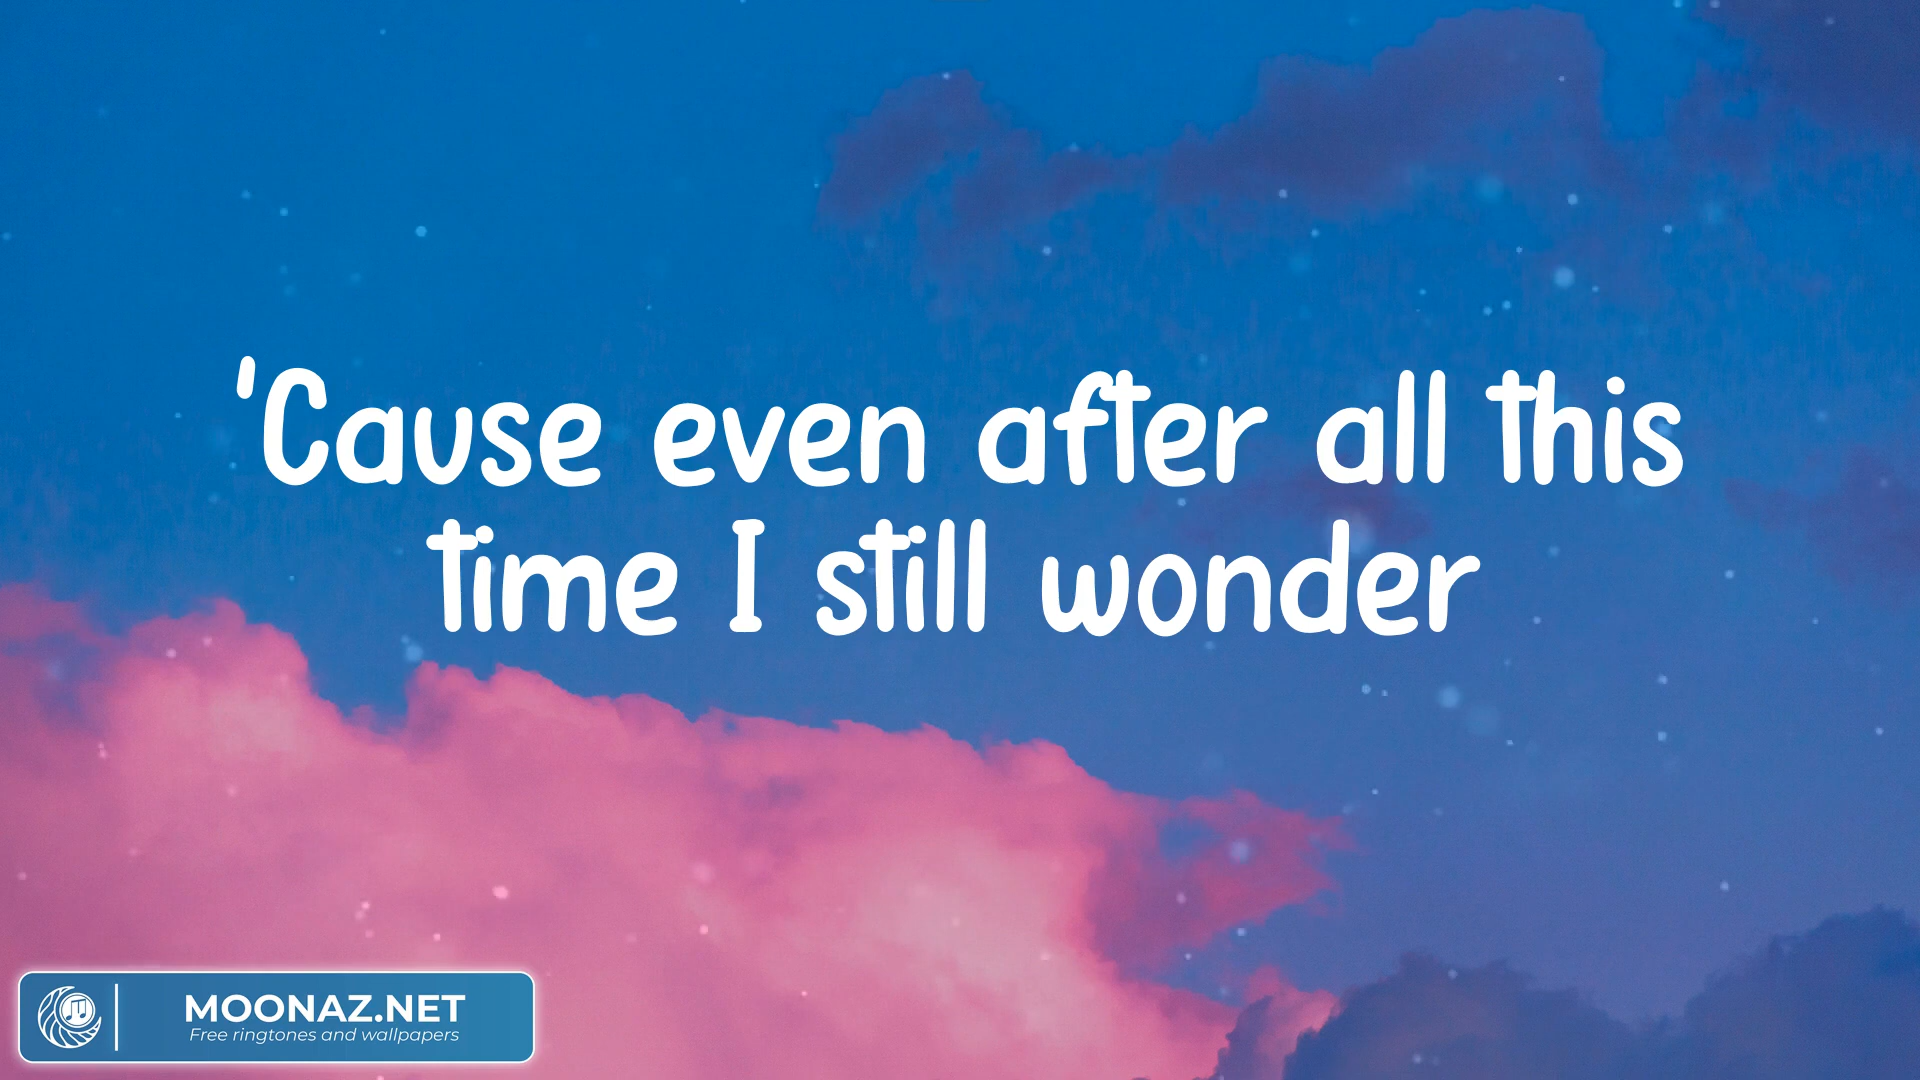 'Cause even after all this
time I still wonder
MOONAZ.NET
Free ringtones and wallpapers